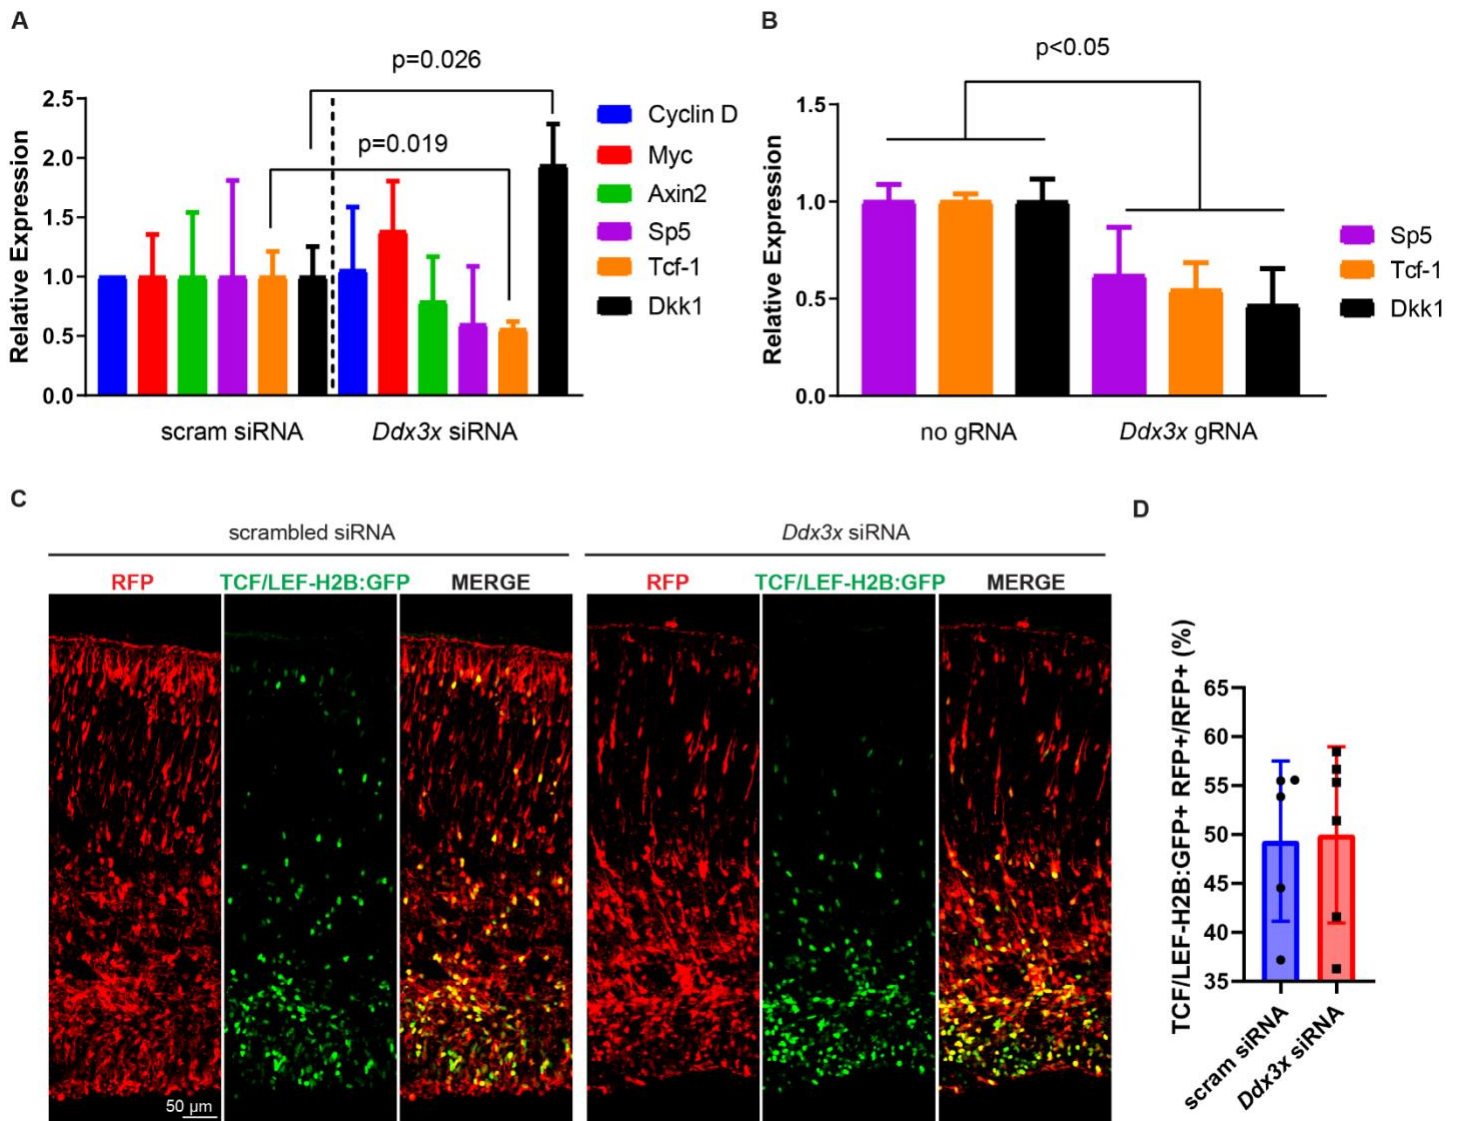 A
p=0.026
p=0.019
Relative Expression
2.5
2.0
1.5
1.0
0.5
0.0
scram siRNA
Ddx3x siRNA
Cyclin D
Myc
Axin2
Sp5
Tcf-1
Dkk1
B
p<0.05
Relative Expression
1.5
1.0
0.5
0.0
no gRNA
Ddx3x gRNA
Sp5
Tcf-1
Dkk1
C
scrambled siRNA
Ddx3x siRNA
RFP
TCF/LEF-H2B:GFP
MERGE
RFP
TCF/LEF-H2B:GFP
MERGE
50 µm
D
TCF/LEF-H2B:GFP+ RFP+/RFP+ (%)
65
60
55
50
45
40
35
scram siRNA
Ddx3x siRNA